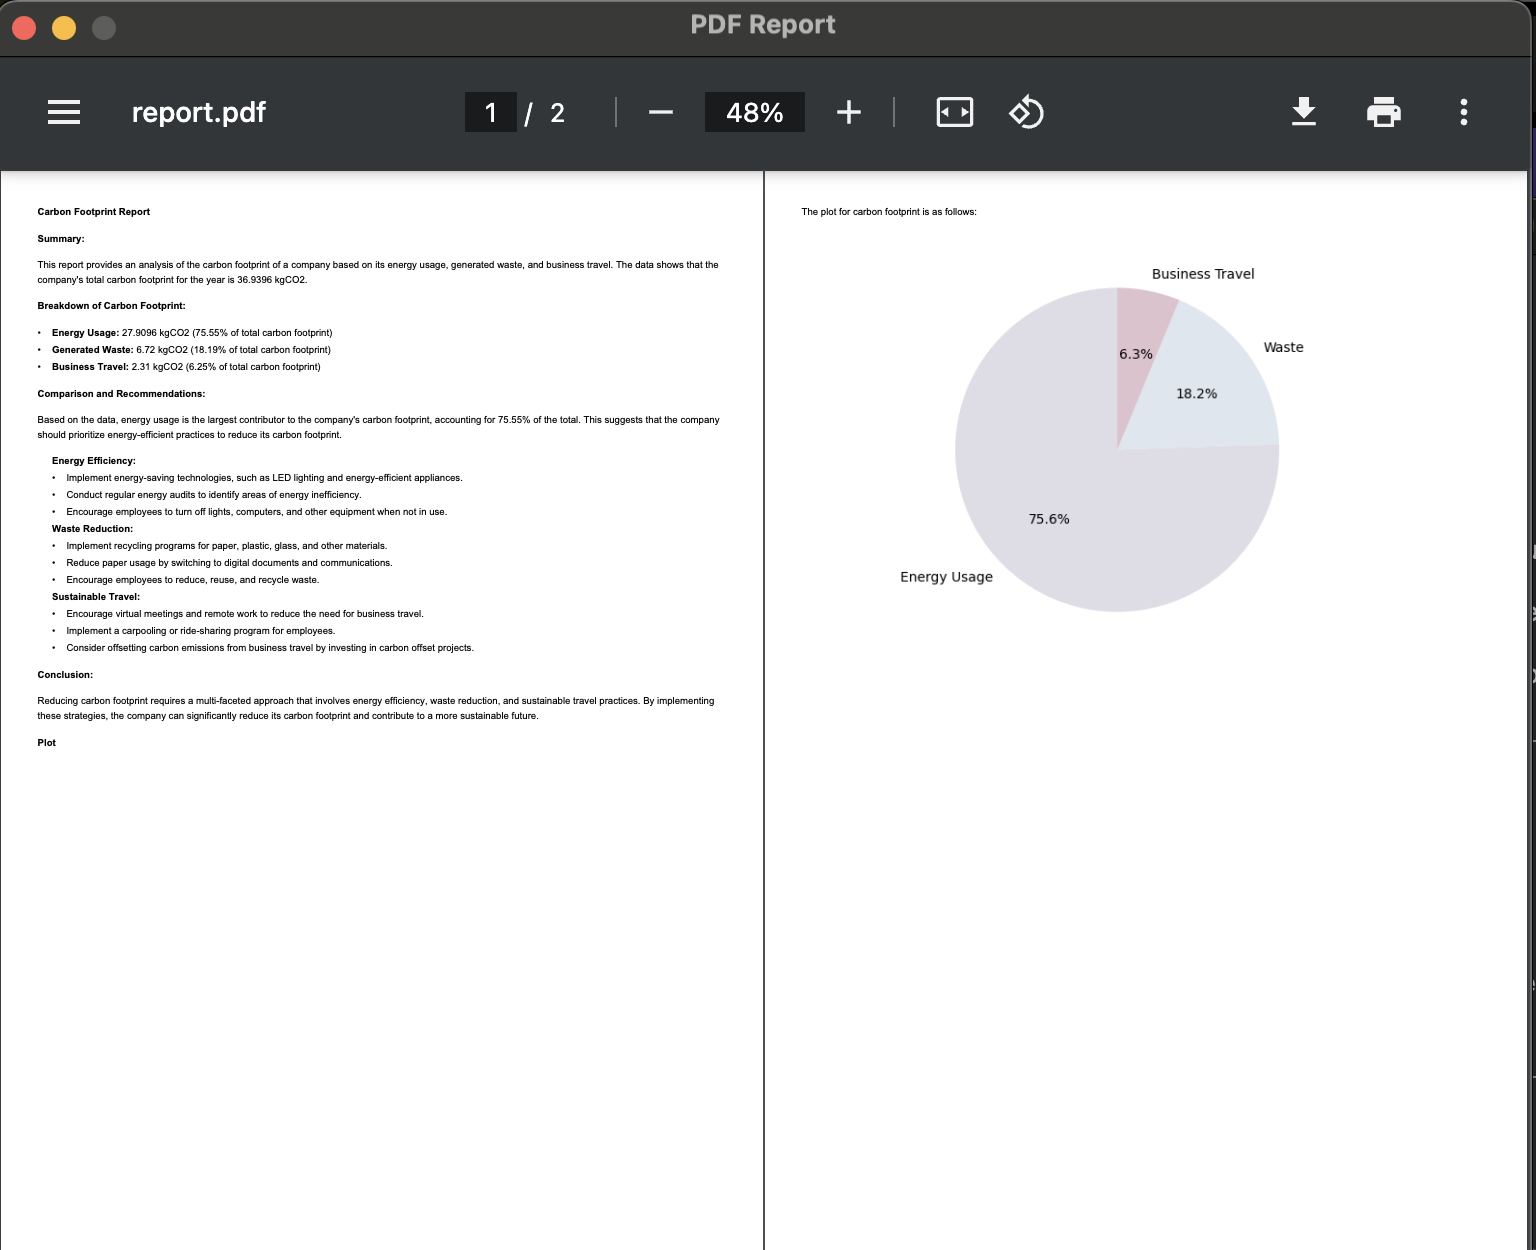 PDF Report
report.pdf
1 / 2
48%
Carbon Footprint Report
Summary:
This report provides an analysis of the carbon footprint of a company based on its energy usage, generated waste, and business travel. The data shows that the
company's total carbon footprint for the year is 36.9396 kgCO2.
Breakdown of Carbon Footprint:
• Energy Usage: 27.9096 kgCO2 (75.55% of total carbon footprint)
• Generated Waste: 6.72 kgCO2 (18.19% of total carbon footprint)
• Business Travel: 2.31 kgCO2 (6.25% of total carbon footprint)
Comparison and Recommendations:
Based on the data, energy usage is the largest contributor to the company's carbon footprint, accounting for 75.55% of the total. This suggests that the company
should prioritize energy-efficient practices to reduce its carbon footprint.
Energy Efficiency:
• Implement energy-saving technologies, such as LED lighting and energy-efficient appliances.
• Conduct regular energy audits to identify areas of energy inefficiency.
• Encourage employees to turn off lights, computers, and other equipment when not in use.
Waste Reduction:
• Implement recycling programs for paper, plastic, glass, and other materials.
• Reduce paper usage by switching to digital documents and communications.
• Encourage employees to reduce, reuse, and recycle waste.
Sustainable Travel:
• Encourage virtual meetings and remote work to reduce the need for business travel.
• Implement a carpooling or ride-sharing program for employees.
• Consider offsetting carbon emissions from business travel by investing in carbon offset projects.
Conclusion:
Reducing carbon footprint requires a multi-faceted approach that involves energy efficiency, waste reduction, and sustainable travel practices. By implementing
these strategies, the company can significantly reduce its carbon footprint and contribute to a more sustainable future.
Plot
The plot for carbon footprint is as follows:
Business Travel
Waste
6.3%
18.2%
75.6%
Energy Usage